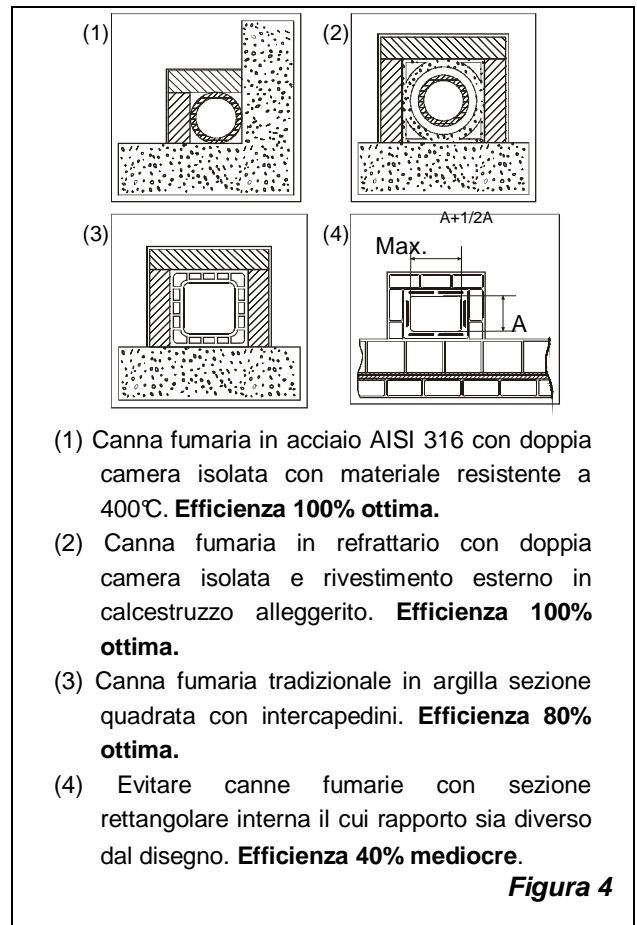 (1)
(2)
(3)
(4)
A+1/2A
Max.
A
(1) Canna fumaria in acciaio AISI 316 con doppia
camera isolata con materiale resistente a
400℃. Efficienza 100% ottima.
(2) Canna fumaria in refrattario con doppia
camera isolata e rivestimento esterno in
calcestruzzo alleggerito. Efficienza 100%
ottima.
(3) Canna fumaria tradizionale in argilla sezione
quadrata con intercapedini. Efficienza 80%
ottima.
(4) Evitare canne fumarie con sezione
rettangolare interna il cui rapporto sia diverso
dal disegno. Efficienza 40% mediocre.
Figura 4